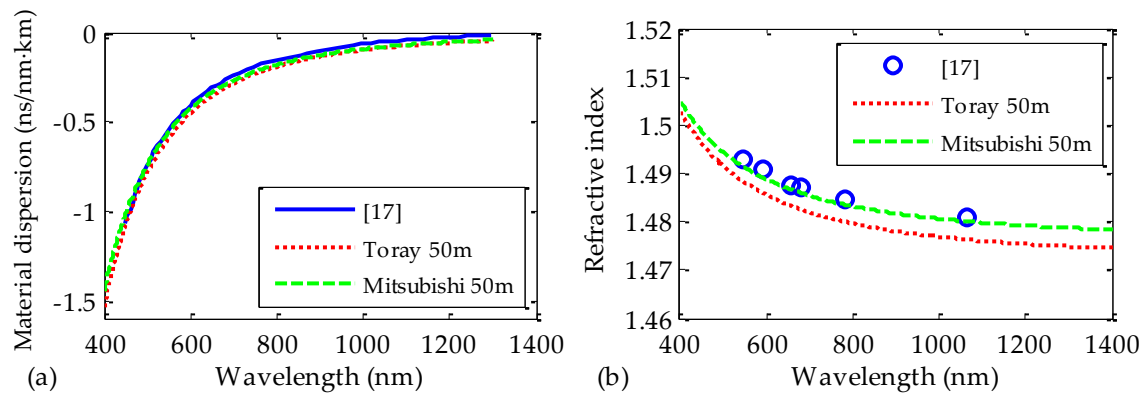 Material dispersion (ns/nm·km)
0
-0.5
-1
-1.5
400 600 800 1000 1200 1400
Wavelength (nm)
[17]
Toray 50m
Mitsubishi 50m
(a)
Refractive index
1.52
1.51
1.5
1.49
1.48
1.47
1.46
400 600 800 1000 1200 1400
Wavelength (nm)
[17]
Toray 50m
Mitsubishi 50m
(b)